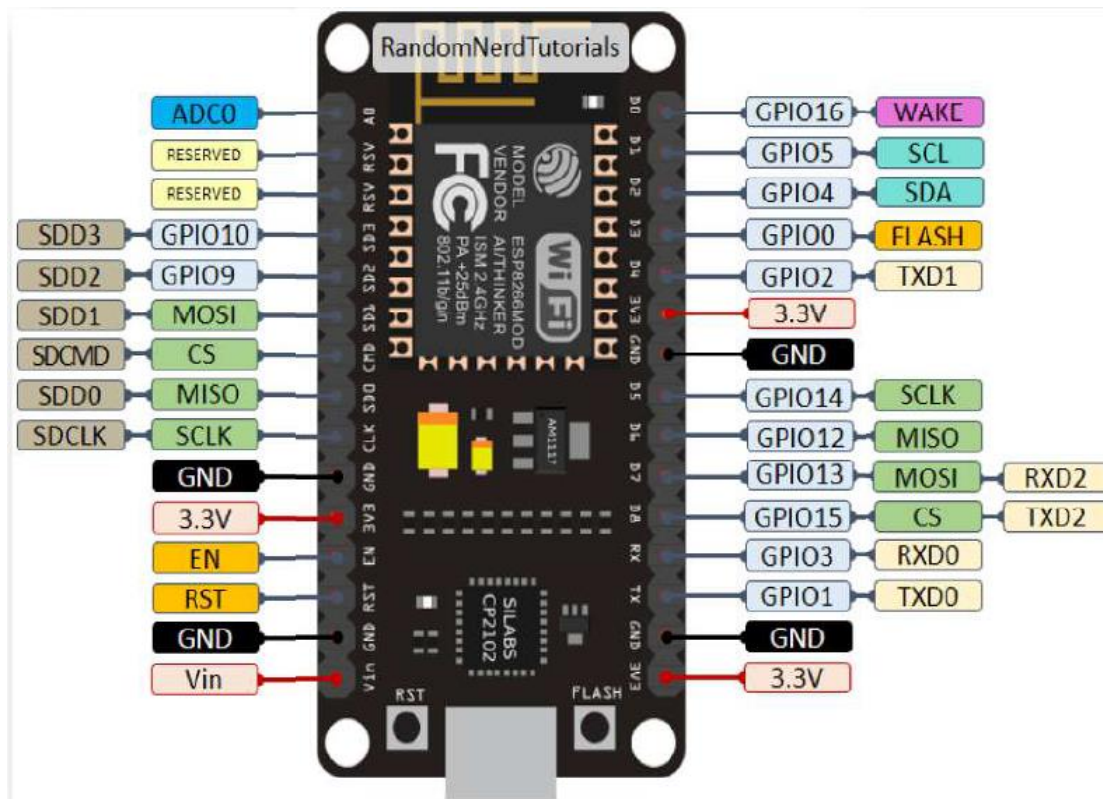 RandomNerdTutorials
ADC0 A0 D0 GPIO16 WAKE
RESERVED RSV D1 GPIO5 SCL
RESERVED RSV D2 GPIO4 SDA
SDD3 GPIO10 SD3 D3 GPIO0 FLASH
SDD2 GPIO9 SD2 D4 GPIO2 TXD1
SDD1 MOSI SD1 3V3 3.3V
SDCMD CS CMD GND GND
SDD0 MISO SD0 D5 GPIO14 SCLK
SDCLK SCLK CLK D6 GPIO12 MISO
GND GND D7 GPIO13 MOSI RXD2
3.3V 3V3 D8 GPIO15 CS TXD2
EN EN RX GPIO3 RXD0
RST RST TX GPIO1 TXD0
GND GND GND GND
Vin Vin 3V3 3.3V
MODEL ESP8266MOD
VENDOR AI/THINKER
ISM 2.4GHz
PA +25dBm
802.11b/g/n
FC
WiFi
AM1117
SILABS
CP2102
RST
FLASH